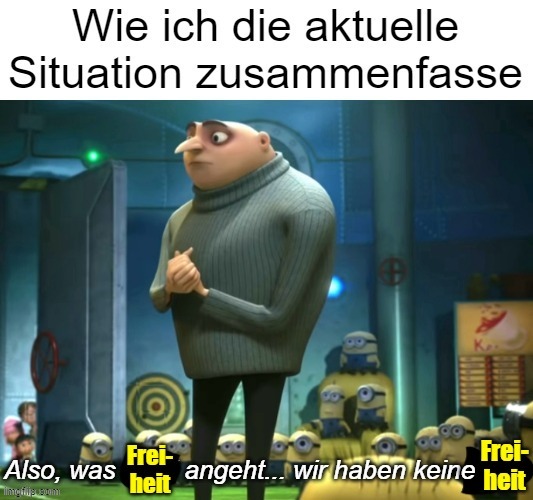 Wie ich die aktuelle
Situation zusammenfasse
Also, was Frei-heit angeht... wir haben keine Frei-heit
imgflip.com